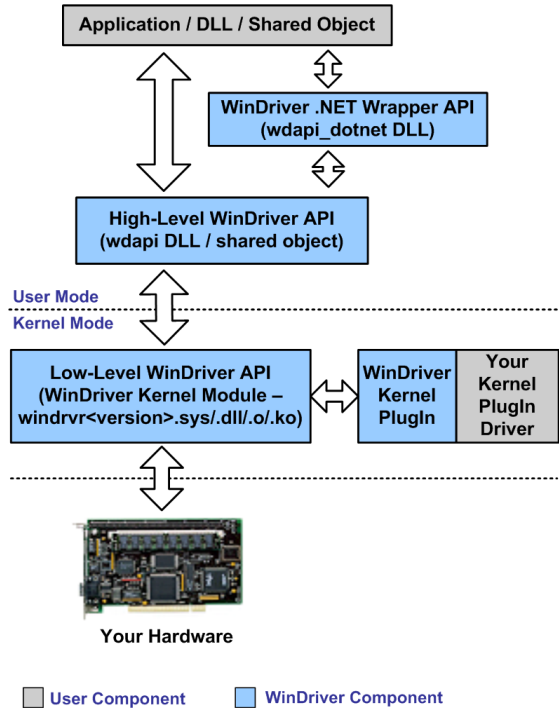 Application / DLL / Shared Object
WinDriver .NET Wrapper API
(wdapi_dotnet DLL)
High-Level WinDriver API
(wdapi DLL / shared object)
User Mode
Kernel Mode
Low-Level WinDriver API
(WinDriver Kernel Module –
windrvr<version>.sys/.dll/.o/.ko)
WinDriver
Kernel
PlugIn
Your
Kernel
PlugIn
Driver
Your Hardware
User Component
WinDriver Component